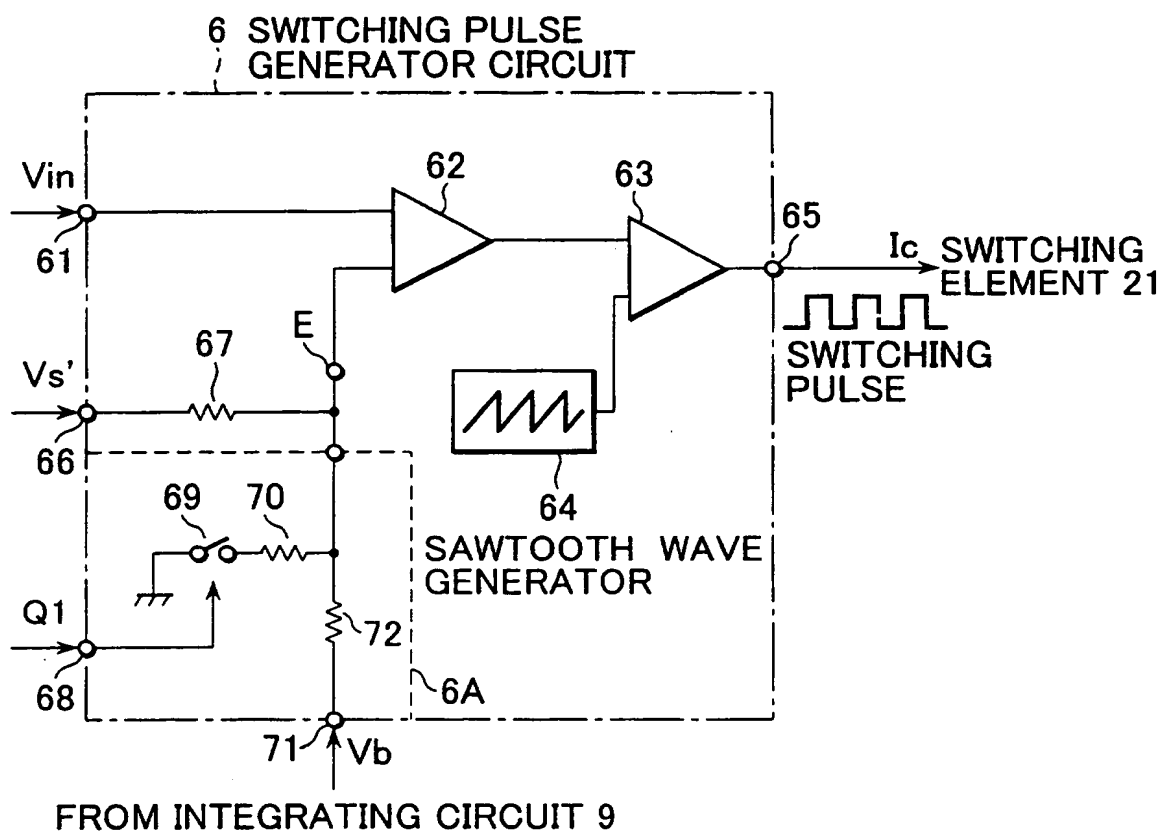 6 SWITCHING PULSE
GENERATOR CIRCUIT
Vin
62
63
65
61
Ic SWITCHING
ELEMENT 21
E
67
SWITCHING
PULSE
Vs'
66
64
69
70
SAWTOOTH WAVE
GENERATOR
Q1
72
68
6A
71
Vb
FROM INTEGRATING CIRCUIT 9